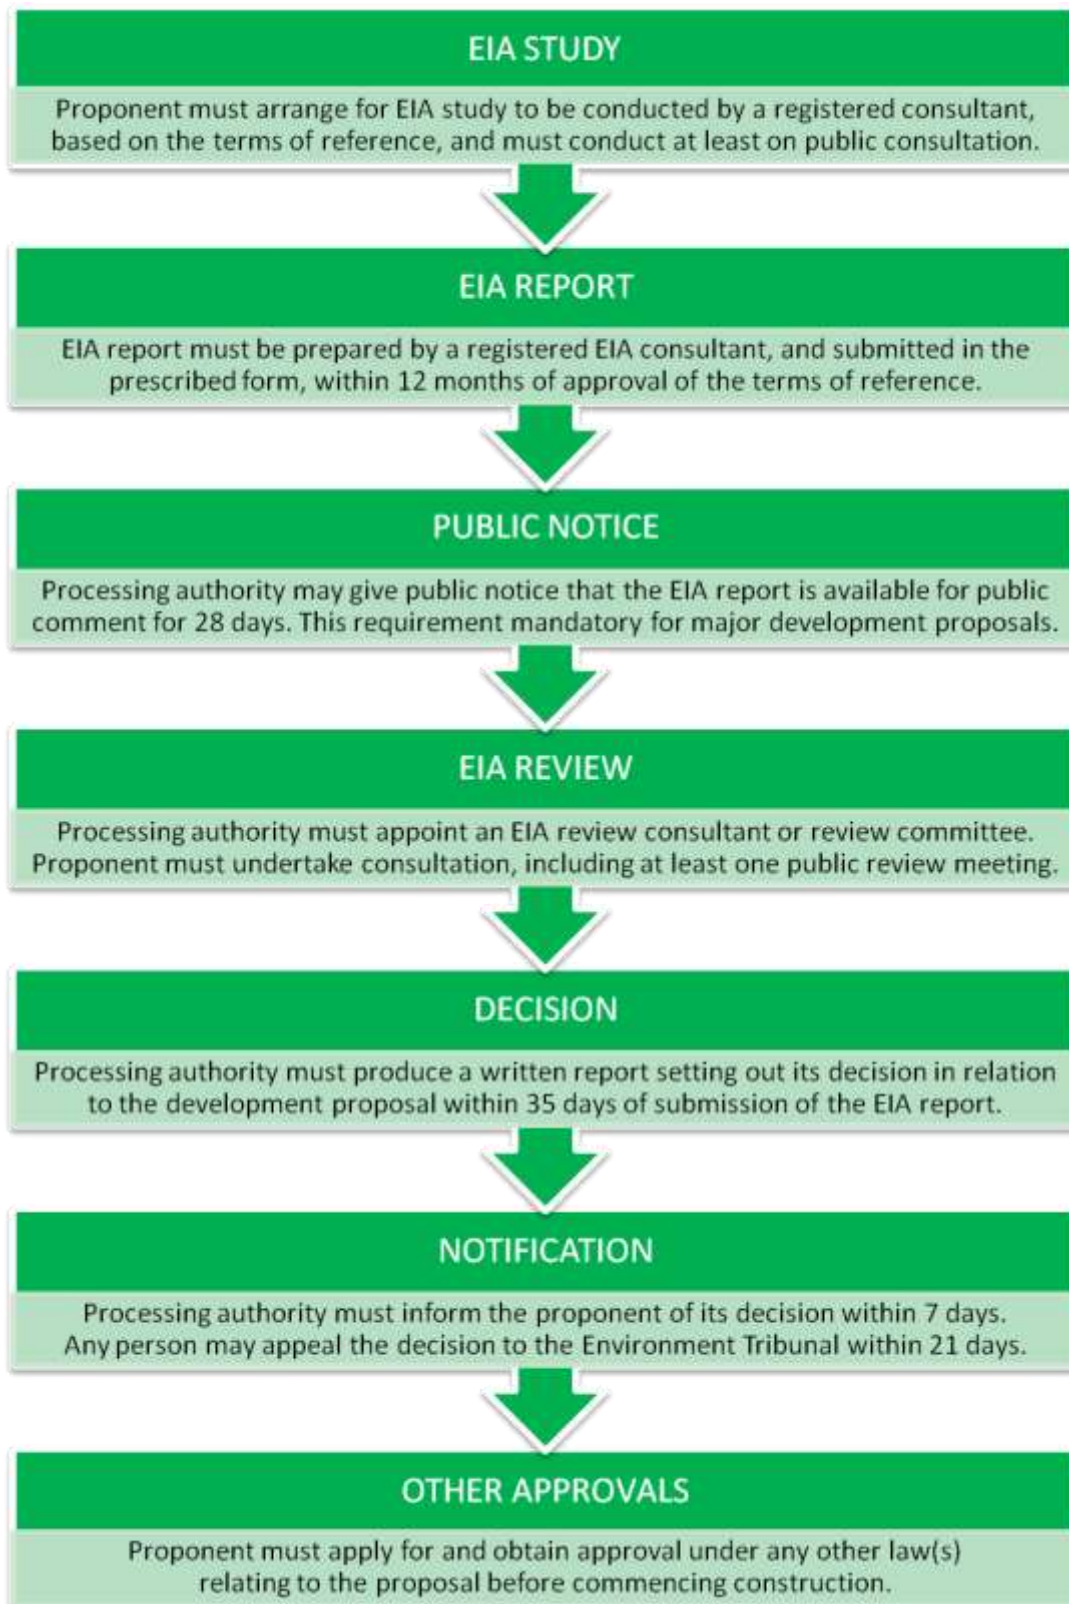 EIA STUDY
Proponent must arrange for EIA study to be conducted by a registered consultant,
based on the terms of reference, and must conduct at least on public consultation.
EIA REPORT
EIA report must be prepared by a registered EIA consultant, and submitted in the
prescribed form, within 12 months of approval of the terms of reference.
PUBLIC NOTICE
Processing authority may give public notice that the EIA report is available for public
comment for 28 days. This requirement mandatory for major development proposals.
EIA REVIEW
Processing authority must appoint an EIA review consultant or review committee.
Proponent must undertake consultation, including at least one public review meeting.
DECISION
Processing authority must produce a written report setting out its decision in relation
to the development proposal within 35 days of submission of the EIA report.
NOTIFICATION
Processing authority must inform the proponent of its decision within 7 days.
Any person may appeal the decision to the Environment Tribunal within 21 days.
OTHER APPROVALS
Proponent must apply for and obtain approval under any other law(s)
relating to the proposal before commencing construction.